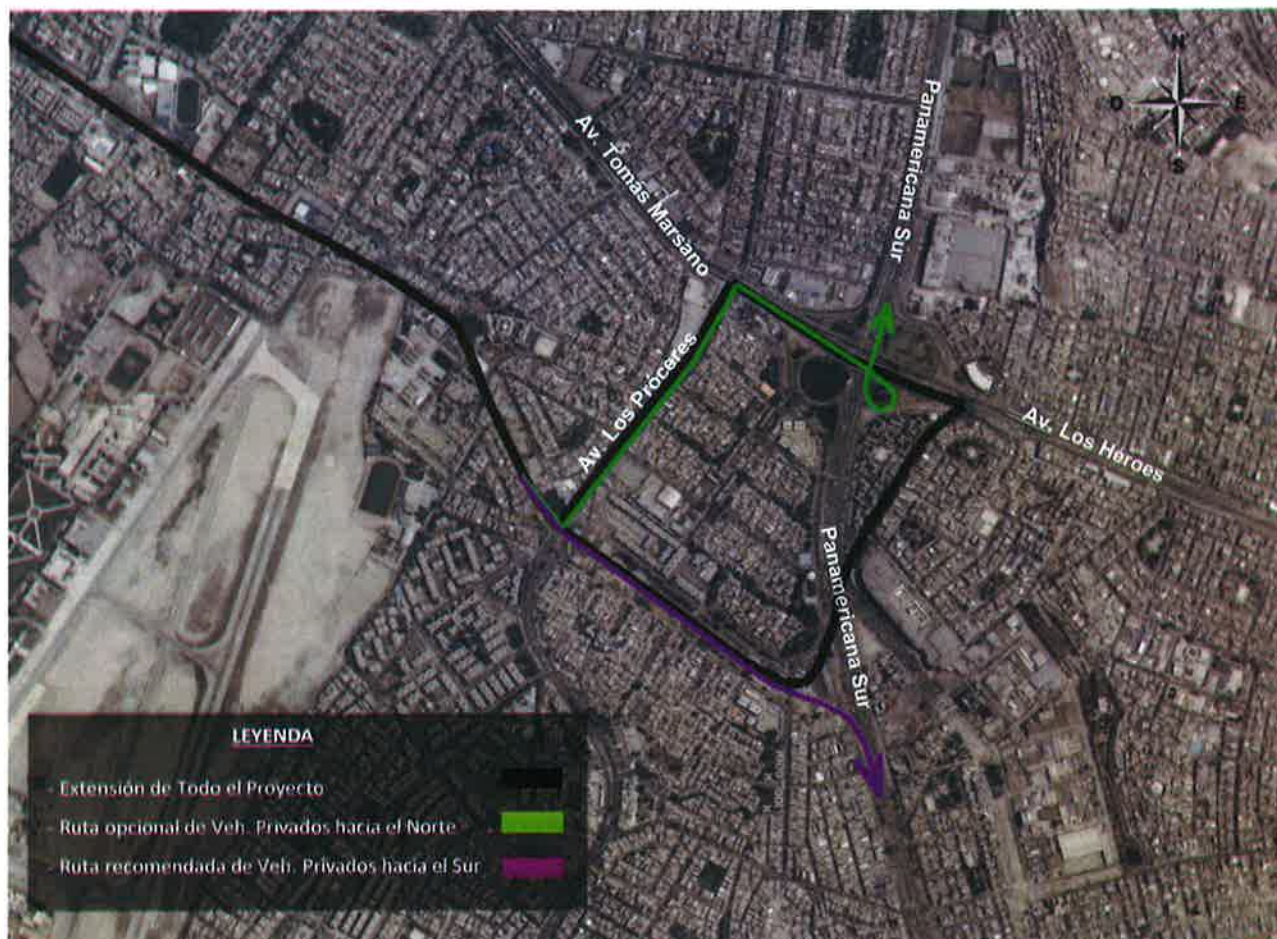 N
O
E
S
Panamericana Sur
Av. Tomás Marsano
Av. Los Próceres
Av. Los Héroes
Panamericana Sur
LEYENDA
Extensión de Todo el Proyecto
Ruta opcional de Veh. Privados hacia el Norte
Ruta recomendada de Veh. Privados hacia el Sur